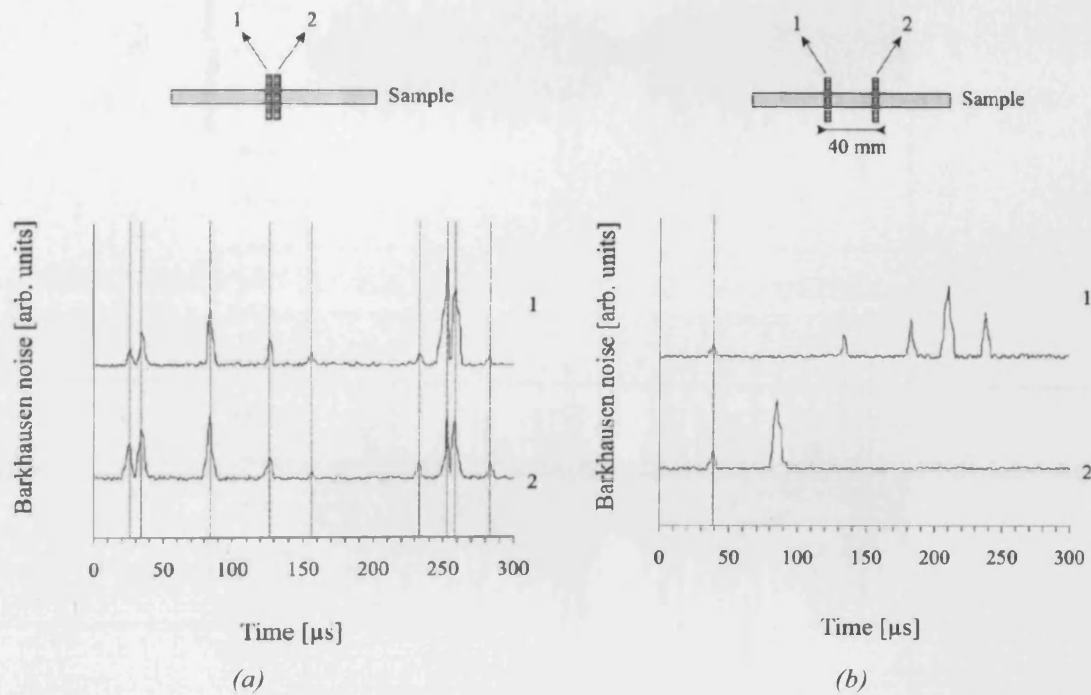 1 2
Sample
1 2
Sample
40 mm
Barkhausen noise [arb. units]
1
2
0 50 100 150 200 250 300
Time [µs]
(a)
Barkhausen noise [arb. units]
1
2
0 50 100 150 200 250 300
Time [µs]
(b)